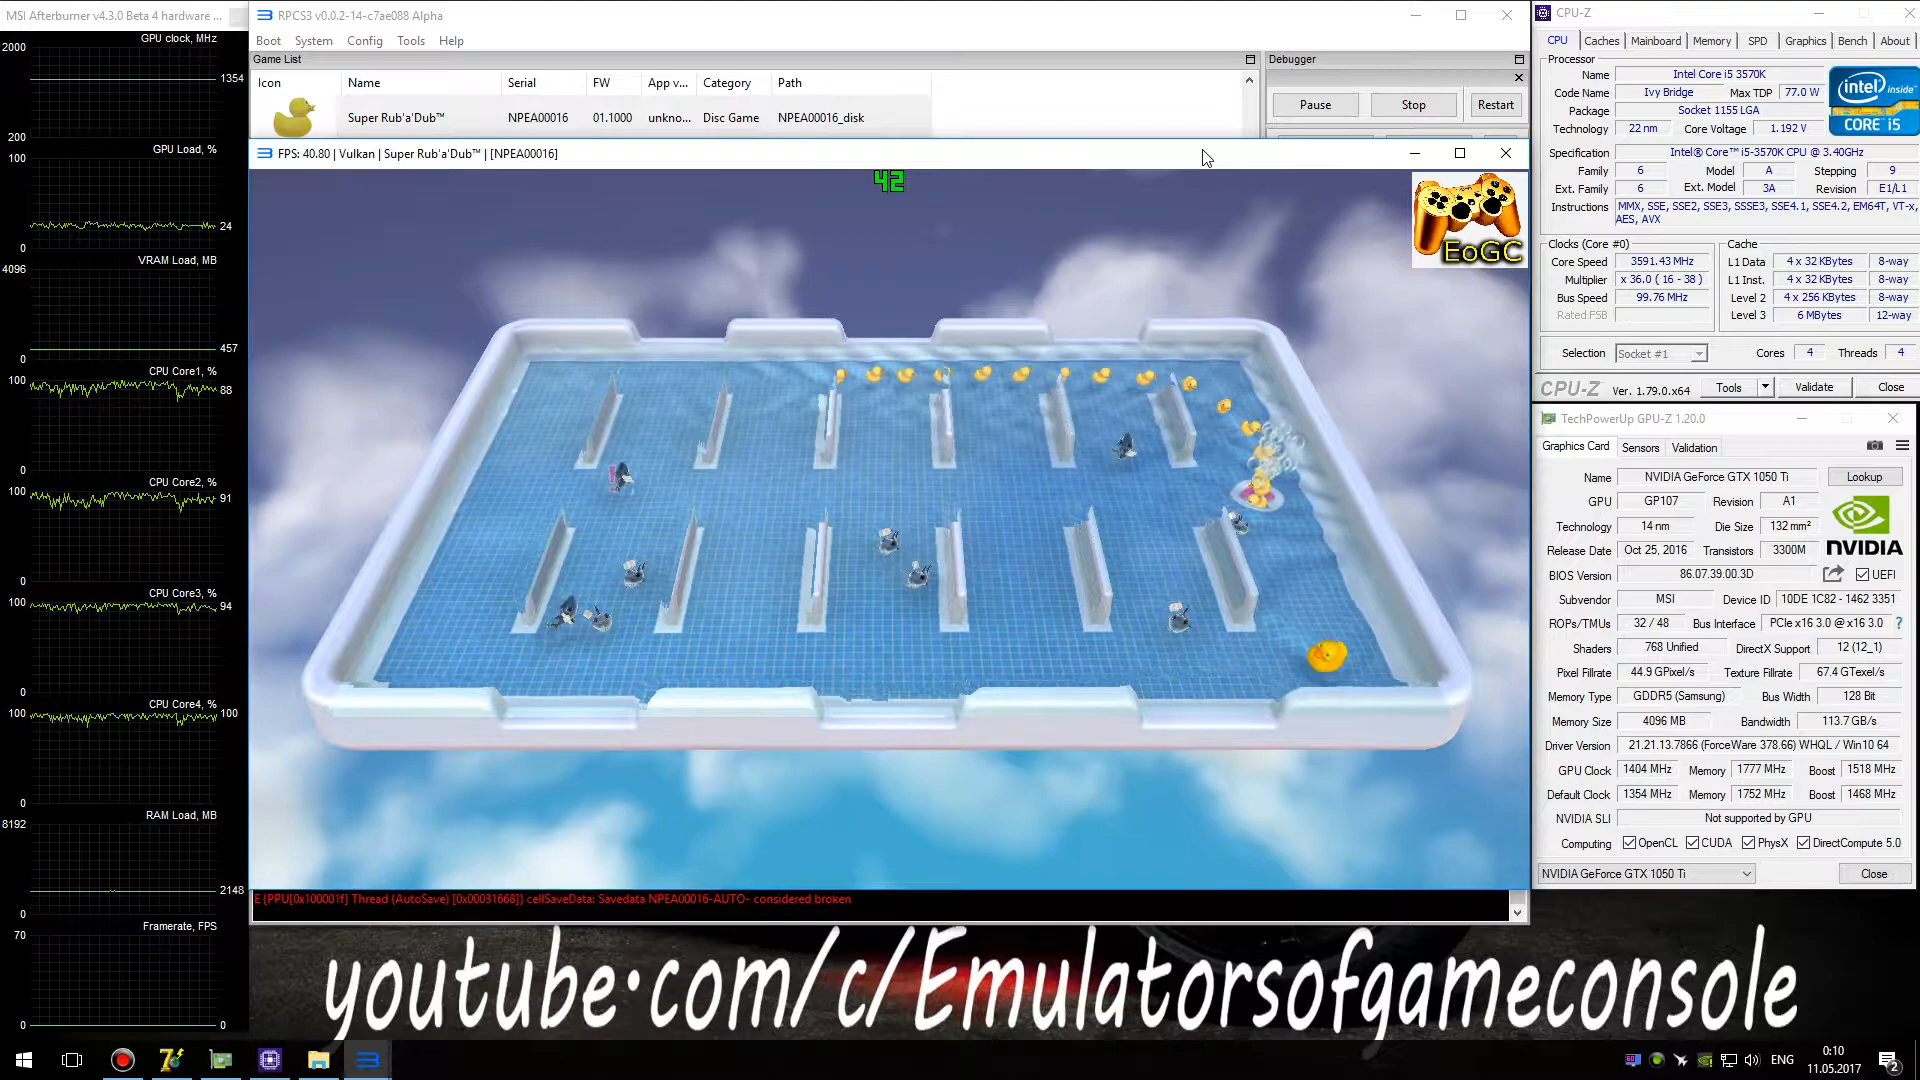 MSI Afterburner v4.3.0 Beta 4 hardware ...
GPU clock, MHz
2000
1354
200
GPU Load, %
100
24
0
VRAM Load, MB
4096
457
0
CPU Core1, %
100
88
0
CPU Core2, %
100
91
0
CPU Core3, %
100
94
0
CPU Core4, %
100
100
0
RAM Load, MB
8192
2148
0
Framerate, FPS
70
0
0
RPCS3 v0.0.2-14-c7ae088 Alpha
Boot System Config Tools Help
Game List
Icon Name Serial FW App v... Category Path
Super Rub'a'Dub™ NPEA00016 01.1000 unkno... Disc Game NPEA00016_disk
Debugger
Pause Stop Restart
FPS: 40.80 | Vulkan | Super Rub'a'Dub™ | [NPEA00016]
42
EoGC
E {PPU[0x100001f] Thread (AutoSave) [0x00031668]} cellSaveData: Savedata NPEA00016-AUTO- considered broken
CPU-Z
CPU Caches Mainboard Memory SPD Graphics Bench About
Processor
Name Intel Core i5 3570K
Code Name Ivy Bridge Max TDP 77.0 W
Package Socket 1155 LGA
Technology 22 nm Core Voltage 1.192 V
intel inside™
CORE i5
Specification Intel® Core™ i5-3570K CPU @ 3.40GHz
Family 6 Model A Stepping 9
Ext. Family 6 Ext. Model 3A Revision E1/L1
Instructions MMX, SSE, SSE2, SSE3, SSSE3, SSE4.1, SSE4.2, EM64T, VT-x,
AES, AVX
Clocks (Core #0) Cache
Core Speed 3591.43 MHz L1 Data 4 x 32 KBytes 8-way
Multiplier x 36.0 ( 16 - 38 ) L1 Inst. 4 x 32 KBytes 8-way
Bus Speed 99.76 MHz Level 2 4 x 256 KBytes 8-way
Rated FSB Level 3 6 MBytes 12-way
Selection Socket #1 Cores 4 Threads 4
CPU-Z Ver. 1.79.0.x64 Tools Validate Close
TechPowerUp GPU-Z 1.20.0
Graphics Card Sensors Validation
Name NVIDIA GeForce GTX 1050 Ti Lookup
GPU GP107 Revision A1
Technology 14 nm Die Size 132 mm²
Release Date Oct 25, 2016 Transistors 3300M
NVIDIA
BIOS Version 86.07.39.00.3D UEFI
Subvendor MSI Device ID 10DE 1C82 - 1462 3351
ROPs/TMUs 32 / 48 Bus Interface PCIe x16 3.0 @ x16 3.0 ?
Shaders 768 Unified DirectX Support 12 (12_1)
Pixel Fillrate 44.9 GPixel/s Texture Fillrate 67.4 GTexel/s
Memory Type GDDR5 (Samsung) Bus Width 128 Bit
Memory Size 4096 MB Bandwidth 113.7 GB/s
Driver Version 21.21.13.7866 (ForceWare 378.66) WHQL / Win10 64
GPU Clock 1404 MHz Memory 1777 MHz Boost 1518 MHz
Default Clock 1354 MHz Memory 1752 MHz Boost 1468 MHz
NVIDIA SLI Not supported by GPU
Computing OpenCL CUDA PhysX DirectCompute 5.0
NVIDIA GeForce GTX 1050 Ti Close
youtube.com/c/Emulatorsofgameconsole
ENG
0:10
11.05.2017
2